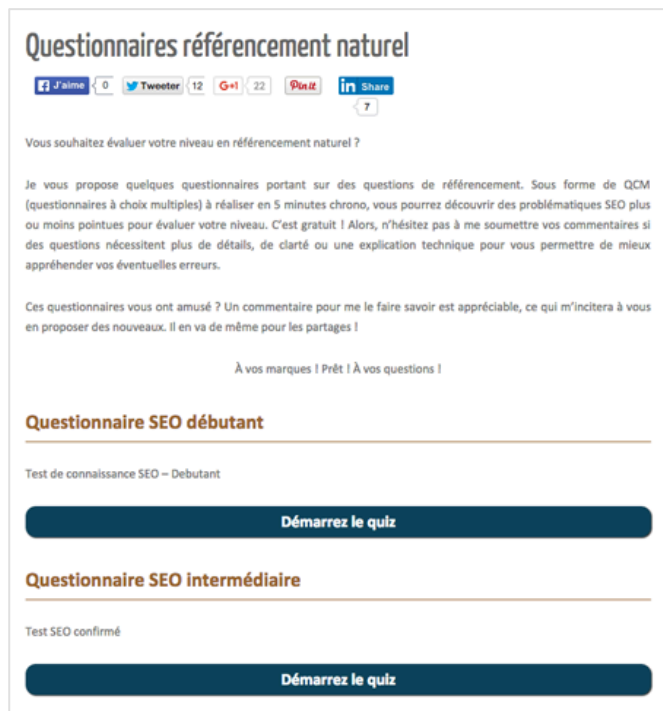 Questionnaires référencement naturel
J'aime 0 Tweeter 12 G+1 22 Pin it in Share
7
Vous souhaitez évaluer votre niveau en référencement naturel ?
Je vous propose quelques questionnaires portant sur des questions de référencement. Sous forme de QCM
(questionnaires à choix multiples) à réaliser en 5 minutes chrono, vous pourrez découvrir des problématiques SEO plus
ou moins pointues pour évaluer votre niveau. C'est gratuit ! Alors, n'hésitez pas à me soumettre vos commentaires si
des questions nécessitent plus de détails, de clarté ou une explication technique pour vous permettre de mieux
appréhender vos éventuelles erreurs.
Ces questionnaires vous ont amusé ? Un commentaire pour me le faire savoir est appréciable, ce qui m'incitera à vous
en proposer des nouveaux. Il en va de même pour les partages !
À vos marques ! Prêt ! À vos questions !
Questionnaire SEO débutant
Test de connaissance SEO – Debutant
Démarrez le quiz
Questionnaire SEO intermédiaire
Test SEO confirmé
Démarrez le quiz